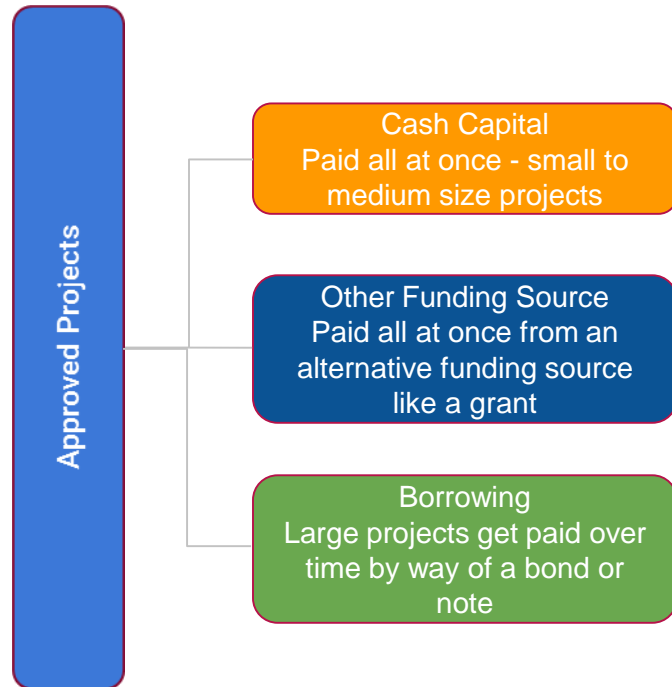 Approved Projects
Cash Capital
Paid all at once - small to
medium size projects
Other Funding Source
Paid all at once from an
alternative funding source
like a grant
Borrowing
Large projects get paid over
time by way of a bond or
note